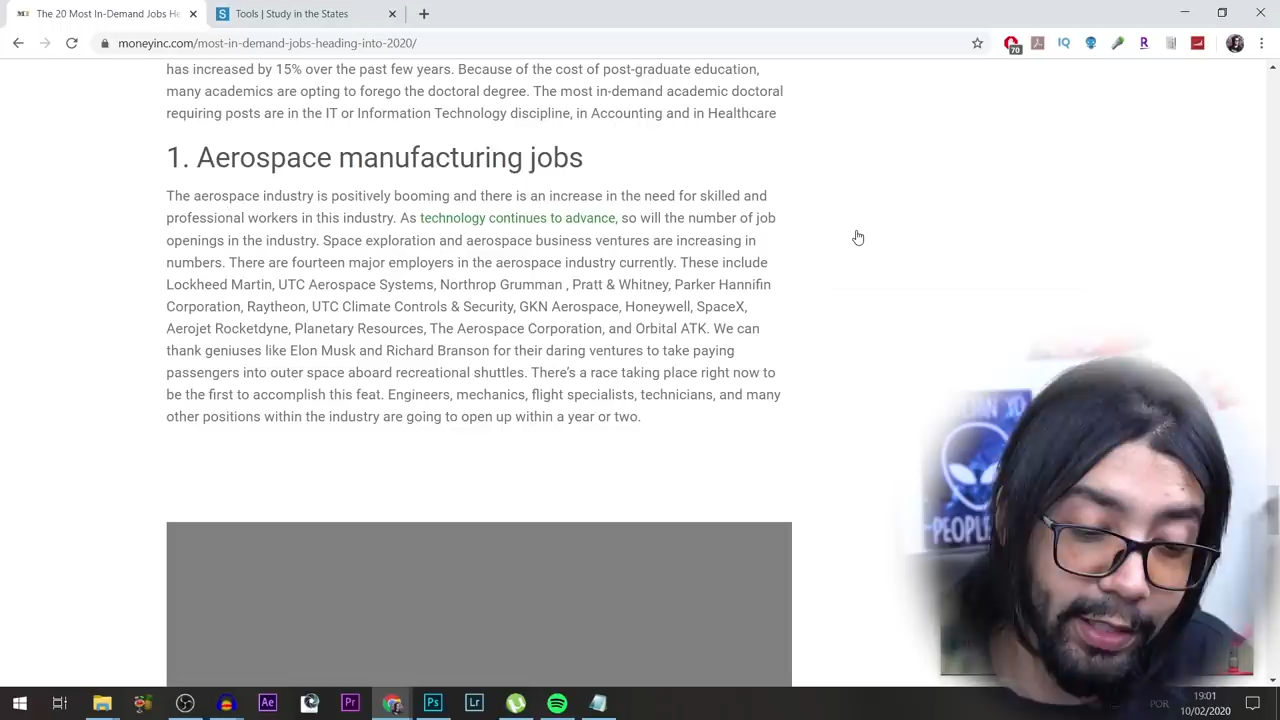 The 20 Most In-Demand Jobs He
Tools | Study in the States
moneyinc.com/most-in-demand-jobs-heading-into-2020/
70
IQ
R
has increased by 15% over the past few years. Because of the cost of post-graduate education,
many academics are opting to forego the doctoral degree. The most in-demand academic doctoral
requiring posts are in the IT or Information Technology discipline, in Accounting and in Healthcare
1. Aerospace manufacturing jobs
The aerospace industry is positively booming and there is an increase in the need for skilled and
professional workers in this industry. As technology continues to advance, so will the number of job
openings in the industry. Space exploration and aerospace business ventures are increasing in
numbers. There are fourteen major employers in the aerospace industry currently. These include
Lockheed Martin, UTC Aerospace Systems, Northrop Grumman , Pratt & Whitney, Parker Hannifin
Corporation, Raytheon, UTC Climate Controls & Security, GKN Aerospace, Honeywell, SpaceX,
Aerojet Rocketdyne, Planetary Resources, The Aerospace Corporation, and Orbital ATK. We can
thank geniuses like Elon Musk and Richard Branson for their daring ventures to take paying
passengers into outer space aboard recreational shuttles. There's a race taking place right now to
be the first to accomplish this feat. Engineers, mechanics, flight specialists, technicians, and many
other positions within the industry are going to open up within a year or two.
PEOPLE
Ae
Pr
Ps
Lr
POR
19:01
10/02/2020